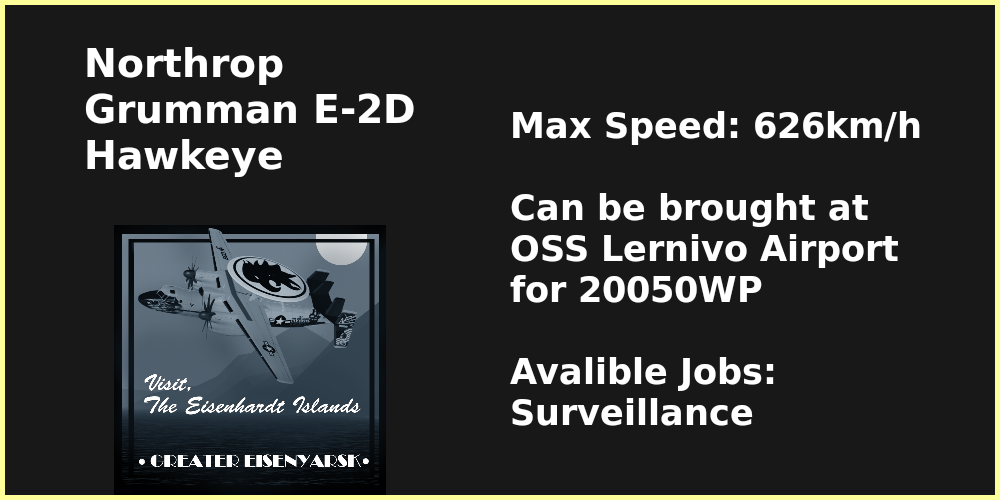 Northrop
Grumman E-2D
Hawkeye
Max Speed: 626km/h
Can be brought at
OSS Lernivo Airport
for 20050WP
Avalible Jobs:
Surveillance
Visit,
The Eisenhardt Islands
• GREATER EISENYARSK•